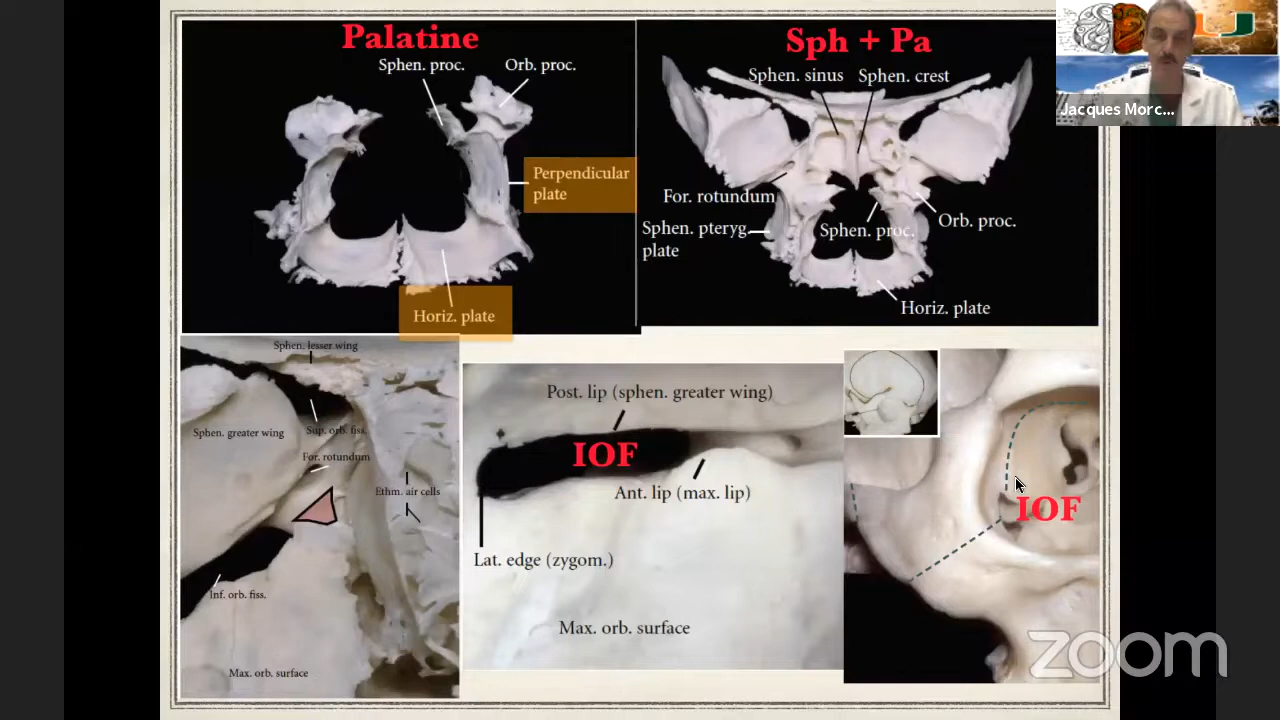 Palatine
Sphen. proc.
Orb. proc.
Perpendicular
plate
Horiz. plate
Sph + Pa
Sphen. sinus
Sphen. crest
For. rotundum
Sphen. pteryg.
plate
Sphen. proc.
Orb. proc.
Horiz. plate
Jacques Morc...
U
Sphen. lesser wing
Sphen. greater wing
Sup. orb. fiss.
For. rotundum
Ethm. air cells
Inf. orb. fiss.
Max. orb. surface
Post. lip (sphen. greater wing)
IOF
Ant. lip (max. lip)
Lat. edge (zygom.)
Max. orb. surface
IOF
zoom